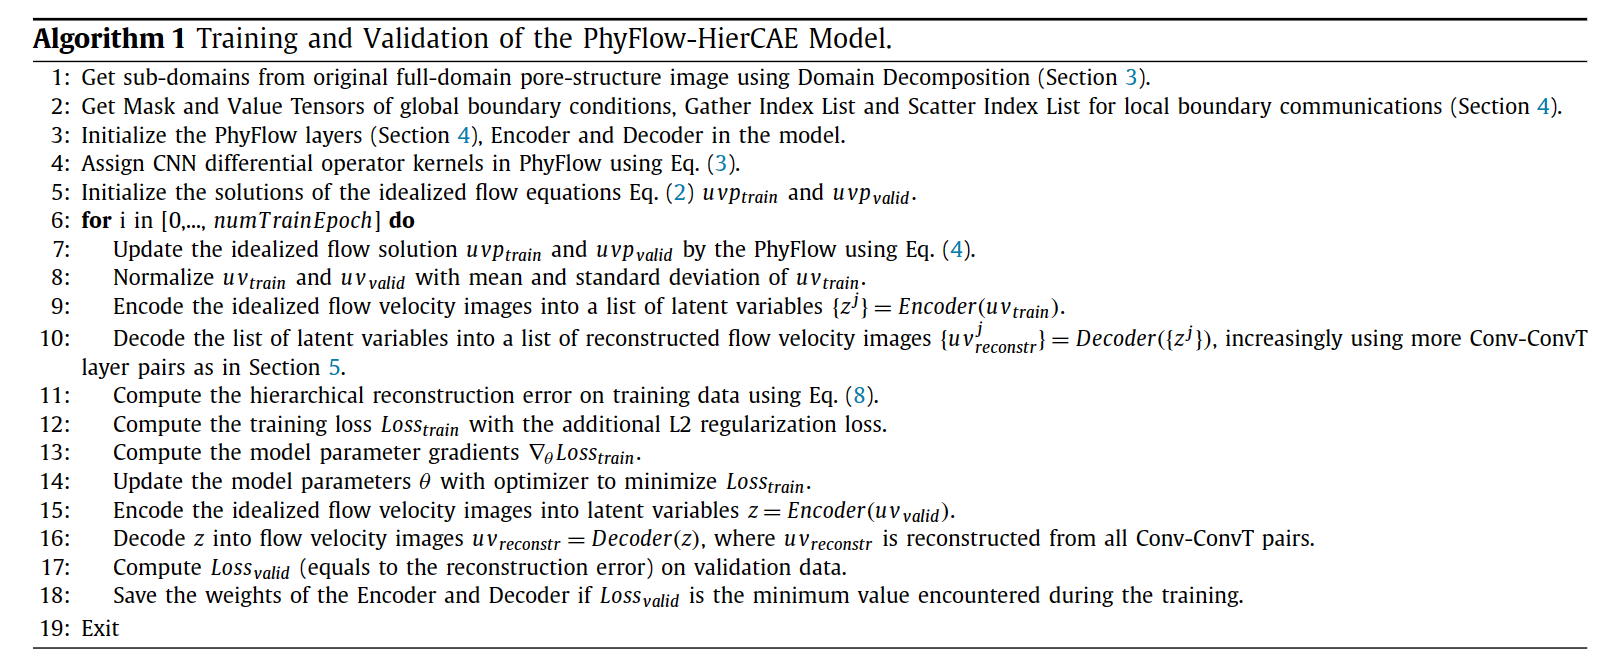 Algorithm 1 Training and Validation of the PhyFlow-HierCAE Model.
1: Get sub-domains from original full-domain pore-structure image using Domain Decomposition (Section 3).
2: Get Mask and Value Tensors of global boundary conditions, Gather Index List and Scatter Index List for local boundary communications (Section 4).
3: Initialize the PhyFlow layers (Section 4), Encoder and Decoder in the model.
4: Assign CNN differential operator kernels in PhyFlow using Eq. (3).
5: Initialize the solutions of the idealized flow equations Eq. (2) $uvp_{train}$ and $uvp_{valid}$.
6: for i in [0,..., $numTrainEpoch$] do
7: Update the idealized flow solution $uvp_{train}$ and $uvp_{valid}$ by the PhyFlow using Eq. (4).
8: Normalize $uv_{train}$ and $uv_{valid}$ with mean and standard deviation of $uv_{train}$.
9: Encode the idealized flow velocity images into a list of latent variables $\{z^j\} = Encoder(uv_{train})$.
10: Decode the list of latent variables into a list of reconstructed flow velocity images $\{uv^j_{reconstr}\} = Decoder(\{z^j\})$, increasingly using more Conv-ConvT
layer pairs as in Section 5.
11: Compute the hierarchical reconstruction error on training data using Eq. (8).
12: Compute the training loss $Loss_{train}$ with the additional L2 regularization loss.
13: Compute the model parameter gradients $\nabla_\theta Loss_{train}$.
14: Update the model parameters $\theta$ with optimizer to minimize $Loss_{train}$.
15: Encode the idealized flow velocity images into latent variables $z = Encoder(uv_{valid})$.
16: Decode $z$ into flow velocity images $uv_{reconstr} = Decoder(z)$, where $uv_{reconstr}$ is reconstructed from all Conv-ConvT pairs.
17: Compute $Loss_{valid}$ (equals to the reconstruction error) on validation data.
18: Save the weights of the Encoder and Decoder if $Loss_{valid}$ is the minimum value encountered during the training.
19: Exit